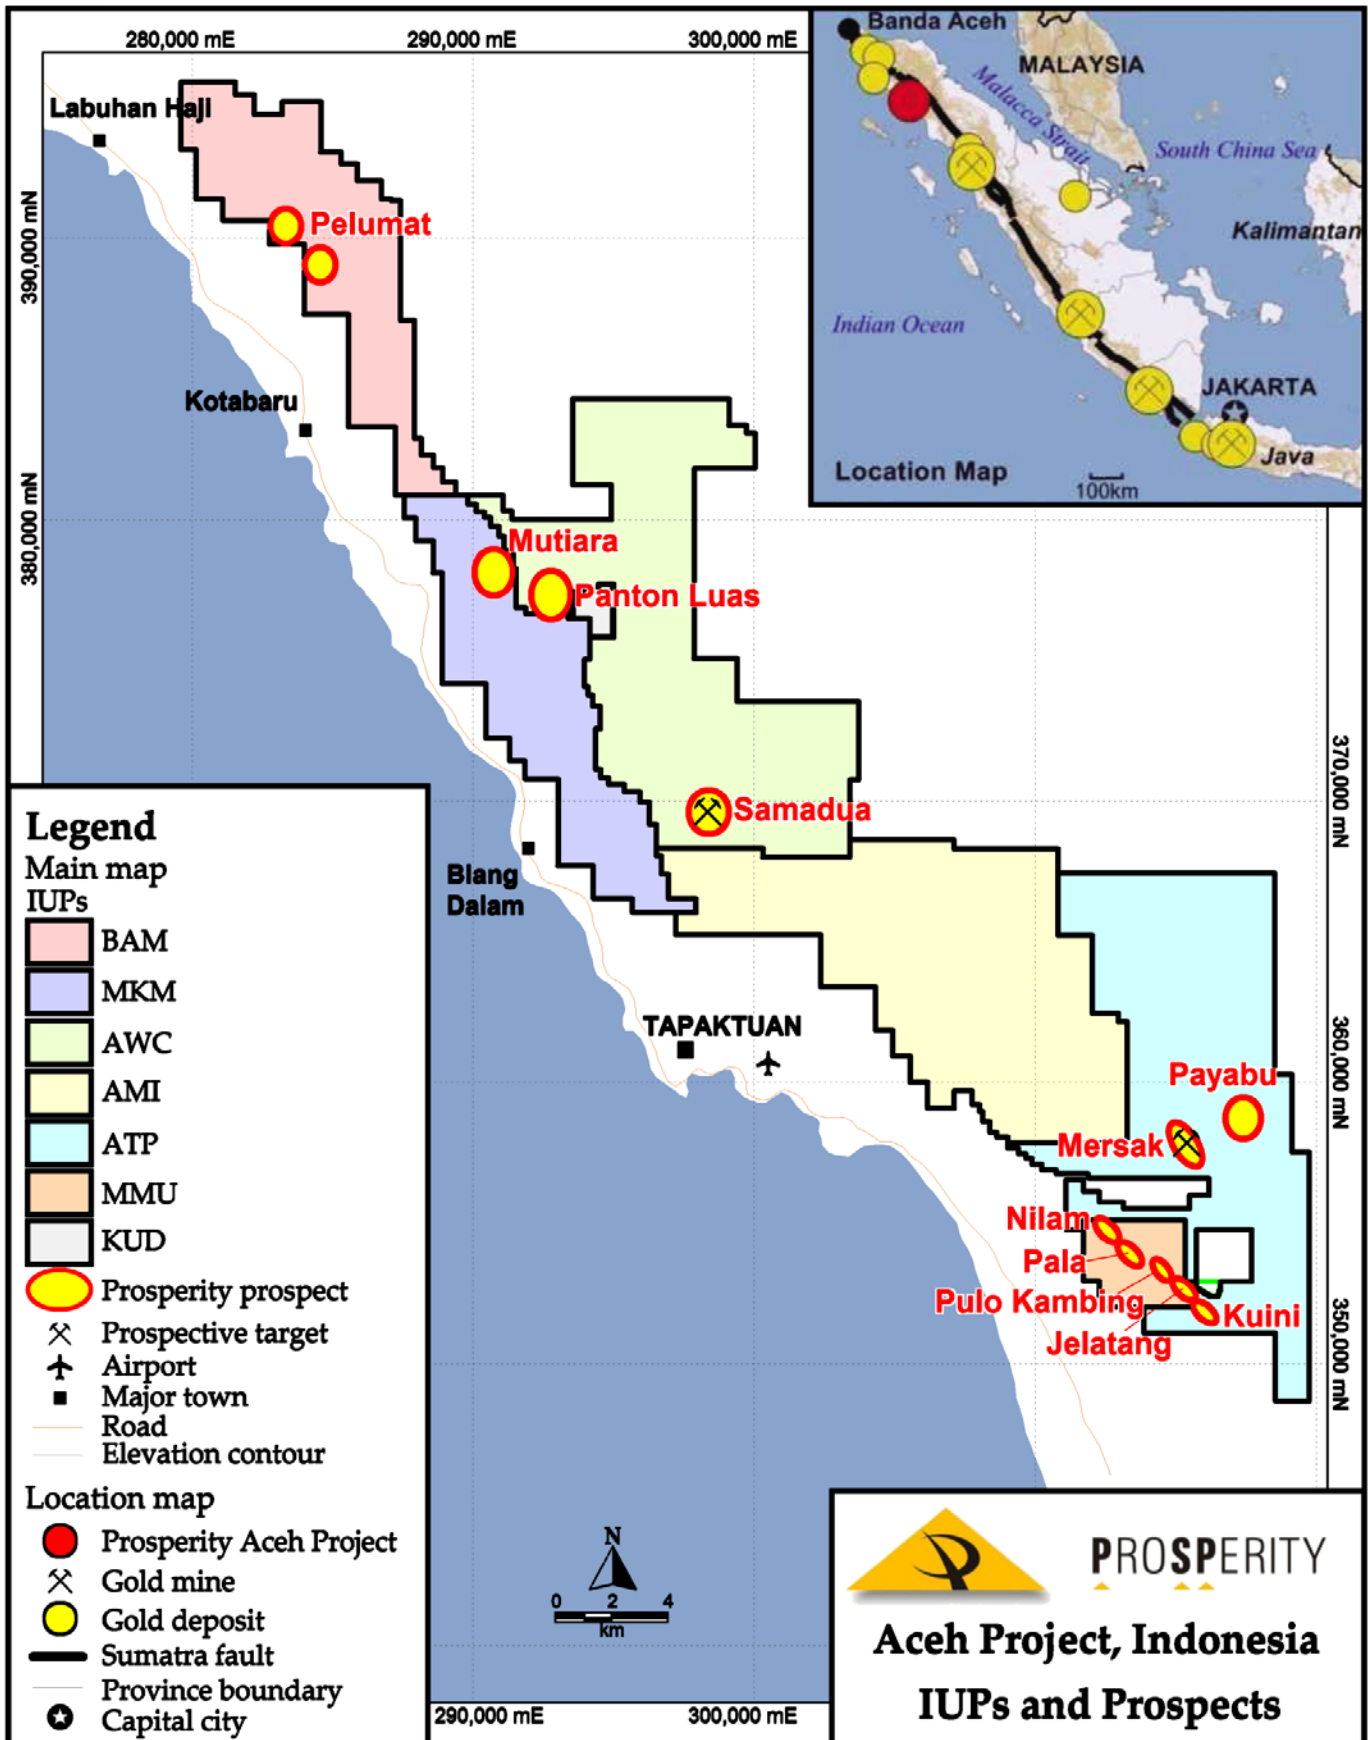 280,000 mE
290,000 mE
300,000 mE
Banda Aceh
MALAYSIA
Malacca Strait
South China Sea
Kalimantan
Indian Ocean
JAKARTA
Java
Location Map
100km
Labuhan Haji
390,000 mN
Pelumat
Kotabaru
380,000 mN
Mutiara
Panton Luas
370,000 mN
Samadua
Blang
Dalam
TAPAKTUAN
360,000 mN
Payabu
Mersak
Nilam
Pala
Pulo Kambing
Jelatang
Kuini
350,000 mN
Legend
Main map
IUPs
BAM
MKM
AWC
AMI
ATP
MMU
KUD
Prosperity prospect
Prospective target
Airport
Major town
Road
Elevation contour
Location map
Prosperity Aceh Project
Gold mine
Gold deposit
Sumatra fault
Province boundary
Capital city
N
0 2 4
km
290,000 mE
300,000 mE
PROSPERITY
Aceh Project, Indonesia
IUPs and Prospects